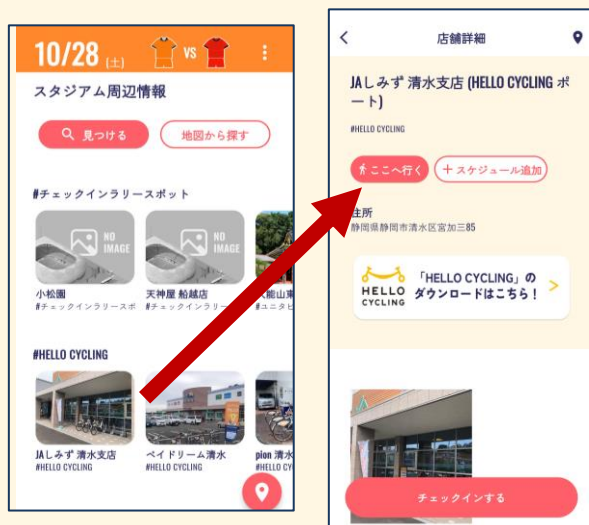 10/28 (土)
VS
スタジアム周辺情報
見つける
地図から探す
#チェックインラリースポット
NO
IMAGE
NO
IMAGE
小松園
天神屋 船越店
能山東
#チェックインラリースポ
#チェックインラリー
#ユニタビ
#HELLO CYCLING
JAしみず 清水支店
ベイドリーム清水
pion 清水
#HELLO CYCLING
#HELLO CYCLING
#HELLO CY
店舗詳細
JAしみず 清水支店 (HELLO CYCLING ポ
ート)
#HELLO CYCLING
ここへ行く
+ スケジュール追加
住所
静岡県静岡市清水区宮加三85
HELLO
CYCLING
「HELLO CYCLING」の
ダウンロードはこちら！
チェックインする